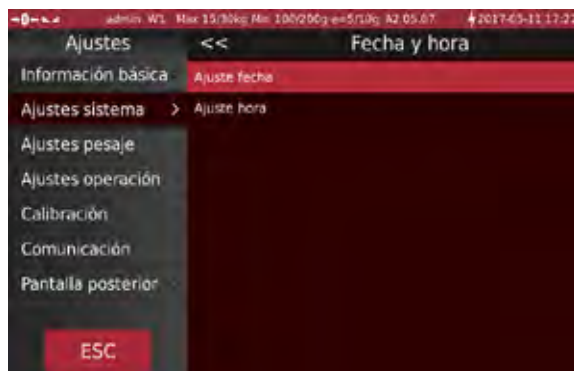 admin W1 Max 15/30kg Min 100/200g e=5/10g A2.05.07. 2017-03-11 17:22
Ajustes
<< Fecha y hora
Información básica
Ajuste fecha
Ajustes sistema >
Ajuste hora
Ajustes pesaje
Ajustes operación
Calibración
Comunicación
Pantalla posterior
ESC